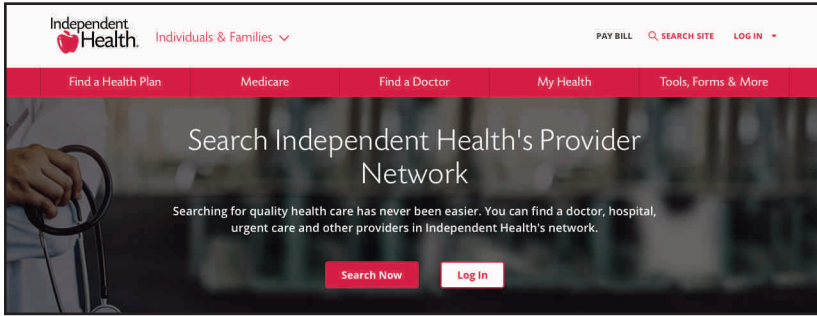 Independent
Health.
Individuals & Families
PAY BILL
SEARCH SITE
LOG IN
Find a Health Plan
Medicare
Find a Doctor
My Health
Tools, Forms & More
Search Independent Health's Provider
Network
Searching for quality health care has never been easier. You can find a doctor, hospital,
urgent care and other providers in Independent Health's network.
Search Now
Log In